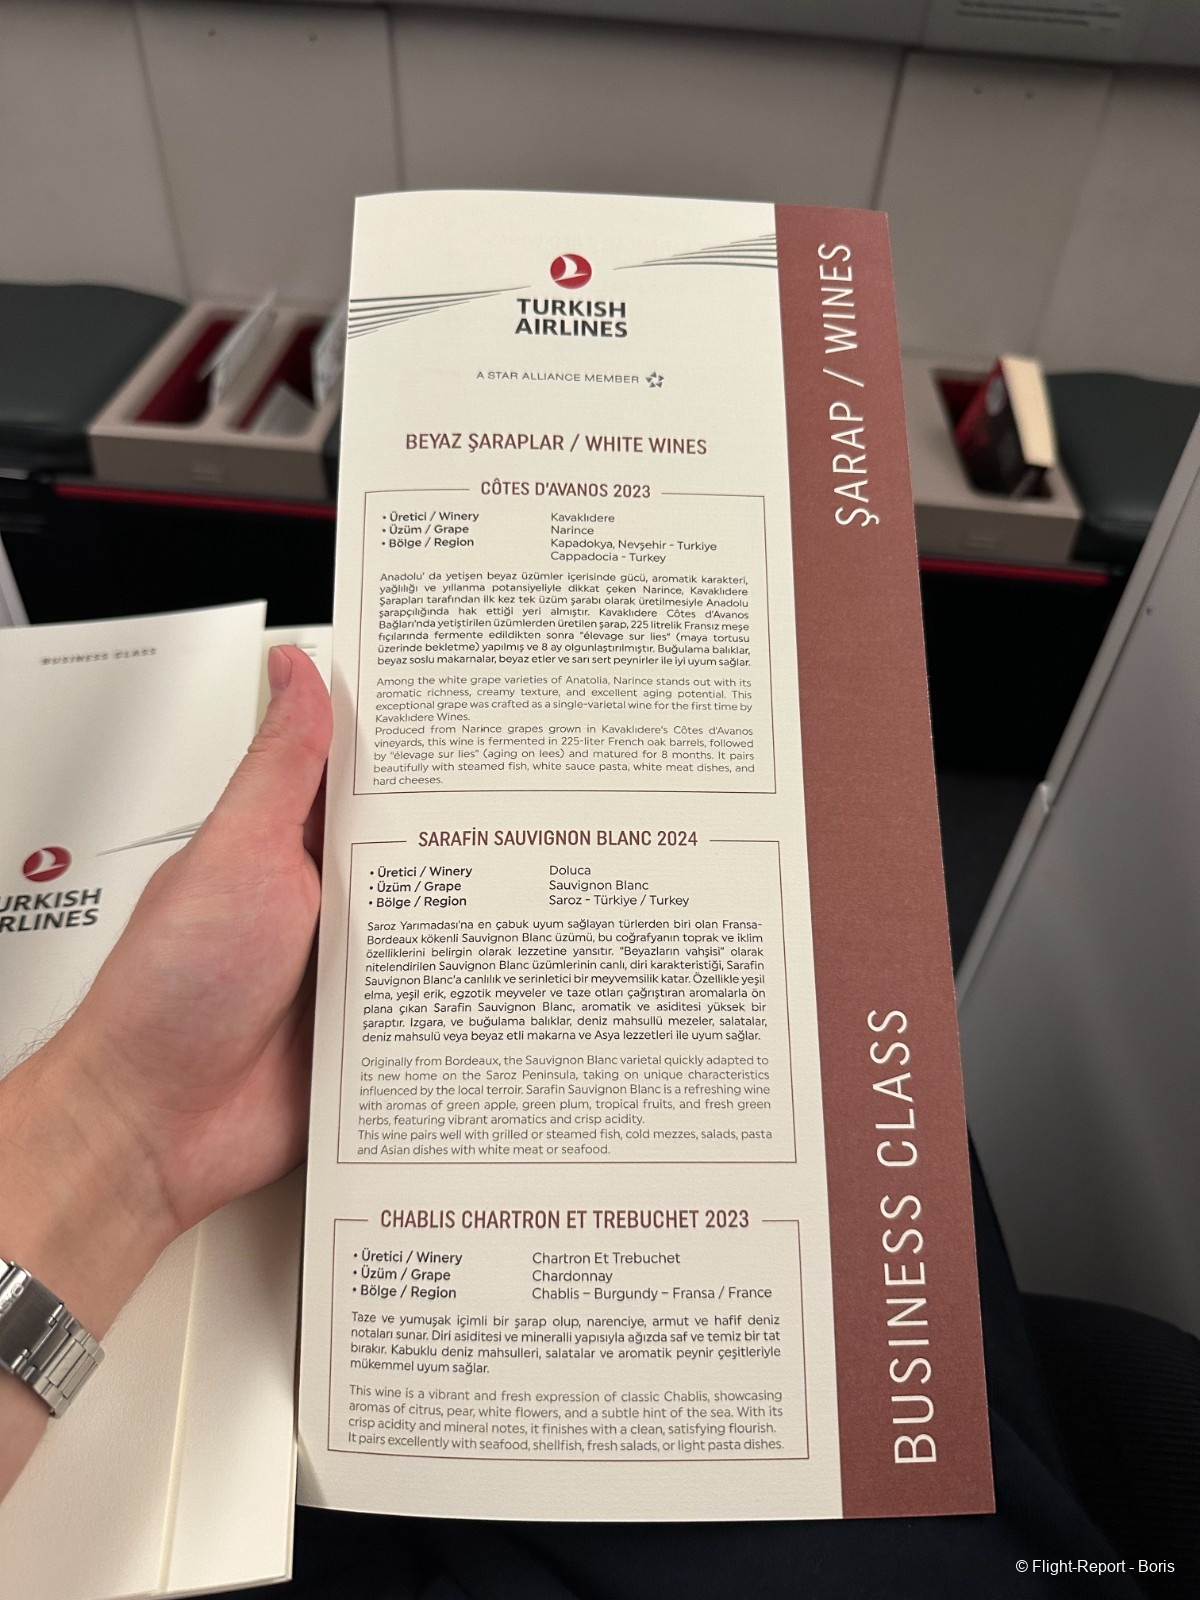 TURKISH
AIRLINES
A STAR ALLIANCE MEMBER
BEYAZ ŞARAPLAR / WHITE WINES
CÔTES D'AVANOS 2023
• Üretici / Winery Kavaklıdere
• Üzüm / Grape Narince
• Bölge / Region Kapadokya, Nevşehir - Turkiye
Cappadocia - Turkey
Anadolu' da yetişen beyaz üzümler içerisinde gücü, aromatik karakteri,
yağlılığı ve yıllanma potansiyeliyle dikkat çeken Narince, Kavaklıdere
Şarapları tarafından ilk kez tek üzüm şarabı olarak üretilmesiyle Anadolu
şarapçılığında hak ettiği yeri almıştır. Kavaklıdere Côtes d'Avanos
Bağları'nda yetiştirilen üzümlerden üretilen şarap, 225 litrelik Fransız meşe
fıçılarında fermente edildikten sonra "élevage sur lies" (maya tortusu
üzerinde bekletme) yapılmış ve 8 ay olgunlaştırılmıştır. Buğulama balıklar,
beyaz soslu makarnalar, beyaz etler ve sarı sert peynirler ile iyi uyum sağlar.
Among the white grape varieties of Anatolia, Narince stands out with its
aromatic richness, creamy texture, and excellent aging potential. This
exceptional grape was crafted as a single-varietal wine for the first time by
Kavaklıdere Wines.
Produced from Narince grapes grown in Kavaklıdere's Côtes d'Avanos
vineyards, this wine is fermented in 225-liter French oak barrels, followed
by "élevage sur lies" (aging on lees) and matured for 8 months. It pairs
beautifully with steamed fish, white sauce pasta, white meat dishes, and
hard cheeses.
SARAFİN SAUVIGNON BLANC 2024
• Üretici / Winery Doluca
• Üzüm / Grape Sauvignon Blanc
• Bölge / Region Saroz - Türkiye / Turkey
Saroz Yarımadası'na en çabuk uyum sağlayan türlerden biri olan Fransa-
Bordeaux kökenli Sauvignon Blanc üzümü, bu coğrafyanın toprak ve iklim
özelliklerini belirgin olarak lezzetine yansıtır. "Beyazların vahşisi" olarak
nitelendirilen Sauvignon Blanc üzümlerinin canlı, diri karakteristiği, Sarafin
Sauvignon Blanc'a canlılık ve serinletici bir meyvemsilik katar. Özellikle yeşil
elma, yeşil erik, egzotik meyveler ve taze otları çağrıştıran aromalarla ön
plana çıkan Sarafin Sauvignon Blanc, aromatik ve asiditesi yüksek bir
şaraptır. Izgara, ve buğulama balıklar, deniz mahsullü mezeler, salatalar,
deniz mahsulü veya beyaz etli makarna ve Asya lezzetleri ile uyum sağlar.
Originally from Bordeaux, the Sauvignon Blanc varietal quickly adapted to
its new home on the Saroz Peninsula, taking on unique characteristics
influenced by the local terroir. Sarafin Sauvignon Blanc is a refreshing wine
with aromas of green apple, green plum, tropical fruits, and fresh green
herbs, featuring vibrant aromatics and crisp acidity.
This wine pairs well with grilled or steamed fish, cold mezzes, salads, pasta
and Asian dishes with white meat or seafood.
CHABLIS CHARTRON ET TREBUCHET 2023
• Üretici / Winery Chartron Et Trebuchet
• Üzüm / Grape Chardonnay
• Bölge / Region Chablis – Burgundy – Fransa / France
Taze ve yumuşak içimli bir şarap olup, narenciye, armut ve hafif deniz
notaları sunar. Diri asiditesi ve mineralli yapısıyla ağızda saf ve temiz bir tat
bırakır. Kabuklu deniz mahsulleri, salatalar ve aromatik peynir çeşitleriyle
mükemmel uyum sağlar.
This wine is a vibrant and fresh expression of classic Chablis, showcasing
aromas of citrus, pear, white flowers, and a subtle hint of the sea. With its
crisp acidity and mineral notes, it finishes with a clean, satisfying flourish.
It pairs excellently with seafood, shellfish, fresh salads, or light pasta dishes.
ŞARAP / WINES
BUSINESS CLASS
BUSINESS CLASS
URKISH
RLINES
© Flight-Report - Boris